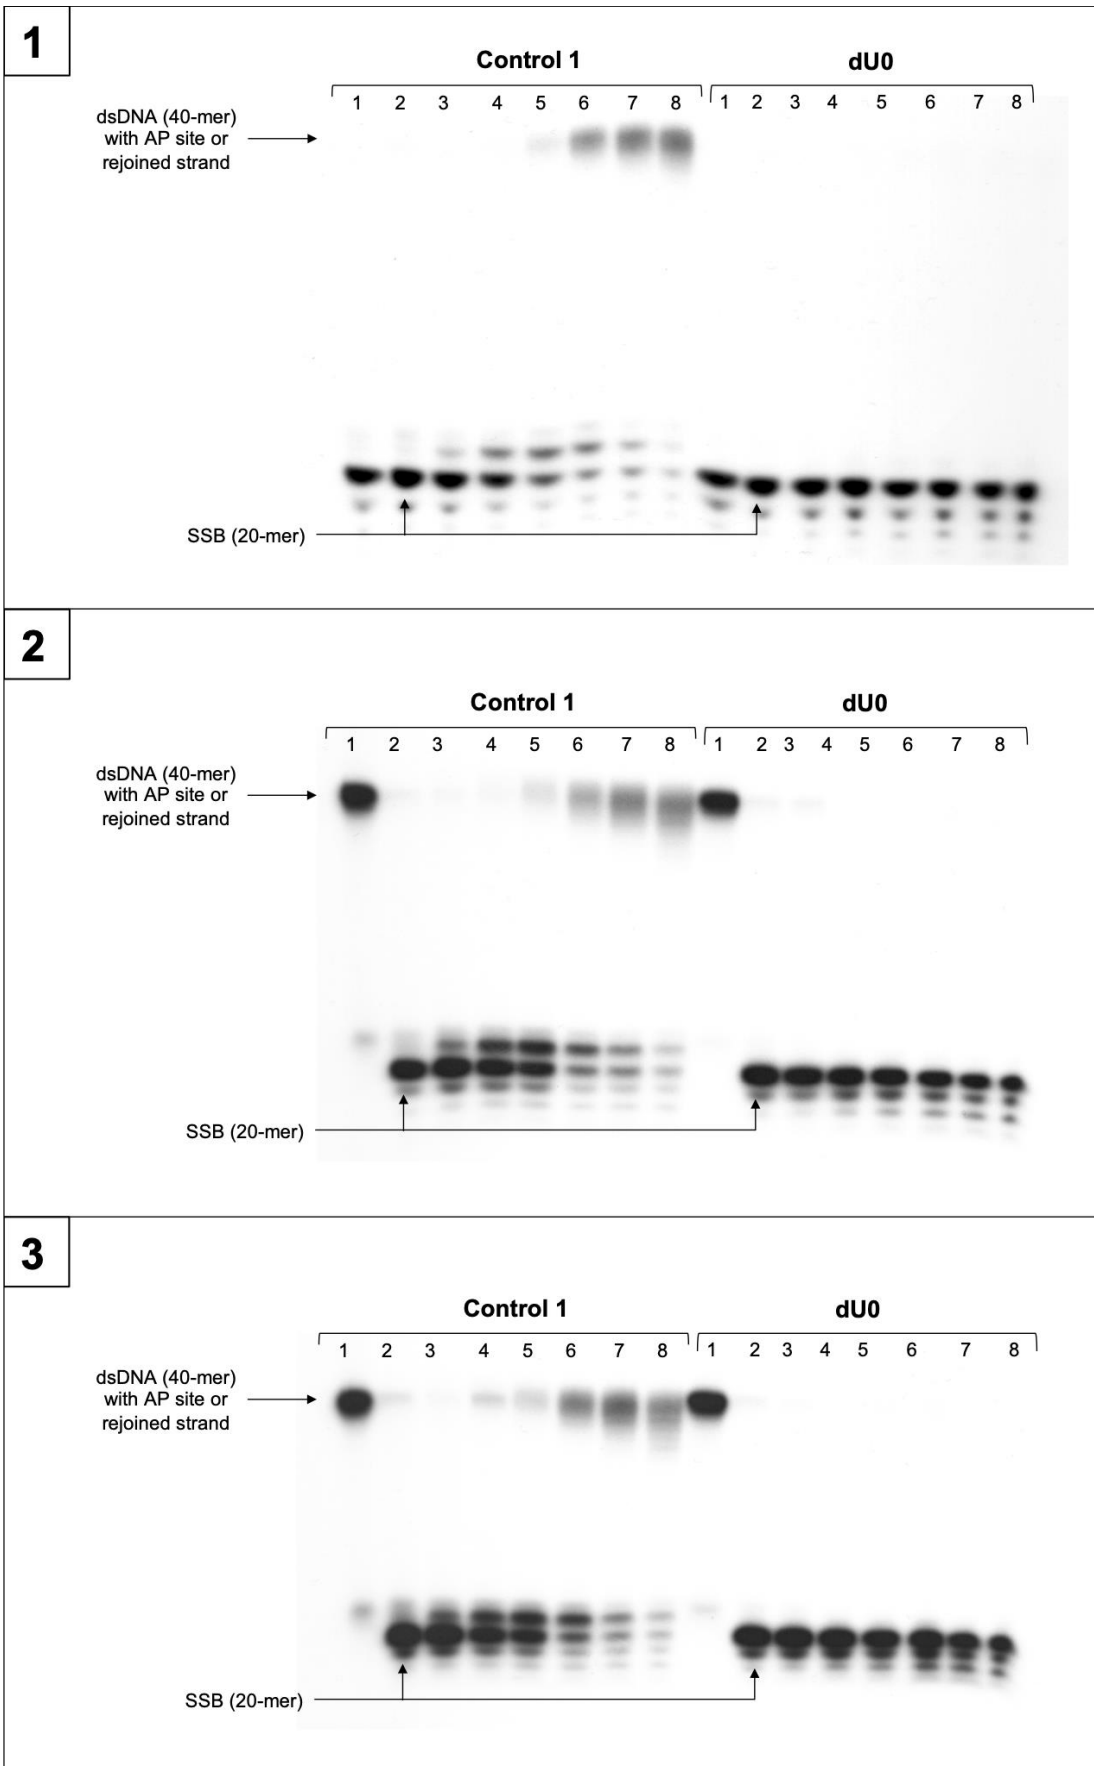 1
Control 1
dU0
1 2 3 4 5 6 7 8 1 2 3 4 5 6 7 8
dsDNA (40-mer)
with AP site or
rejoined strand
SSB (20-mer)
2
Control 1
dU0
1 2 3 4 5 6 7 8 1 2 3 4 5 6 7 8
dsDNA (40-mer)
with AP site or
rejoined strand
SSB (20-mer)
3
Control 1
dU0
1 2 3 4 5 6 7 8 1 2 3 4 5 6 7 8
dsDNA (40-mer)
with AP site or
rejoined strand
SSB (20-mer)